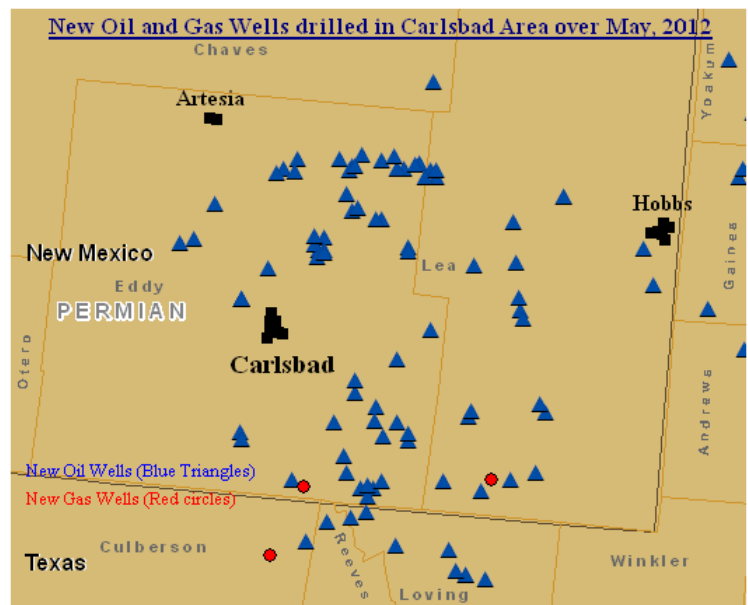 New Oil and Gas Wells drilled in Carlsbad Area over May, 2012
Chaves
Yoakum
Artesia
Hobbs
New Mexico
Lea
Gaines
Eddy
PERMIAN
Otero
Carlsbad
Andrews
New Oil Wells (Blue Triangles)
New Gas Wells (Red circles)
Culberson
Reeves
Winkler
Texas
Loving